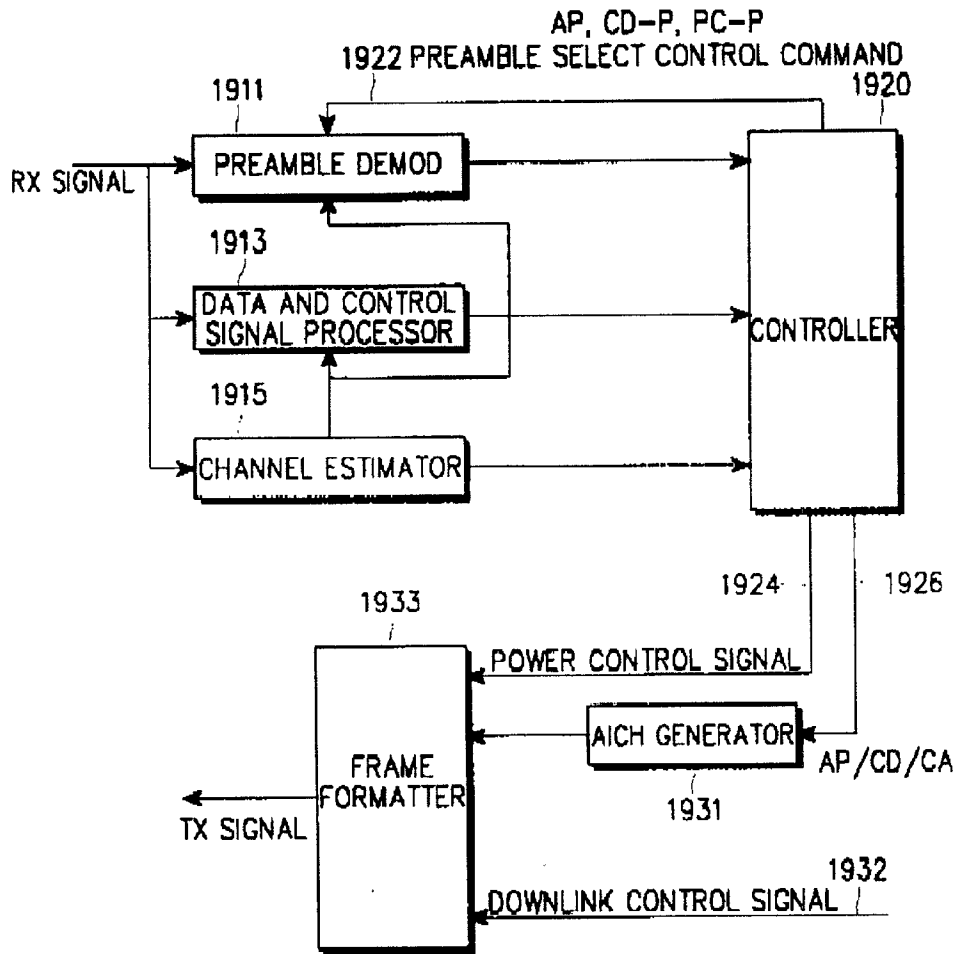 AP, CD-P, PC-P
1922 PREAMBLE SELECT CONTROL COMMAND
1911
1920
PREAMBLE DEMOD
RX SIGNAL
1913
DATA AND CONTROL
SIGNAL PROCESSOR
CONTROLLER
1915
CHANNEL ESTIMATOR
1924
1926
1933
POWER CONTROL SIGNAL
AICH GENERATOR
AP/CD/CA
FRAME
FORMATTER
1931
TX SIGNAL
1932
DOWNLINK CONTROL SIGNAL